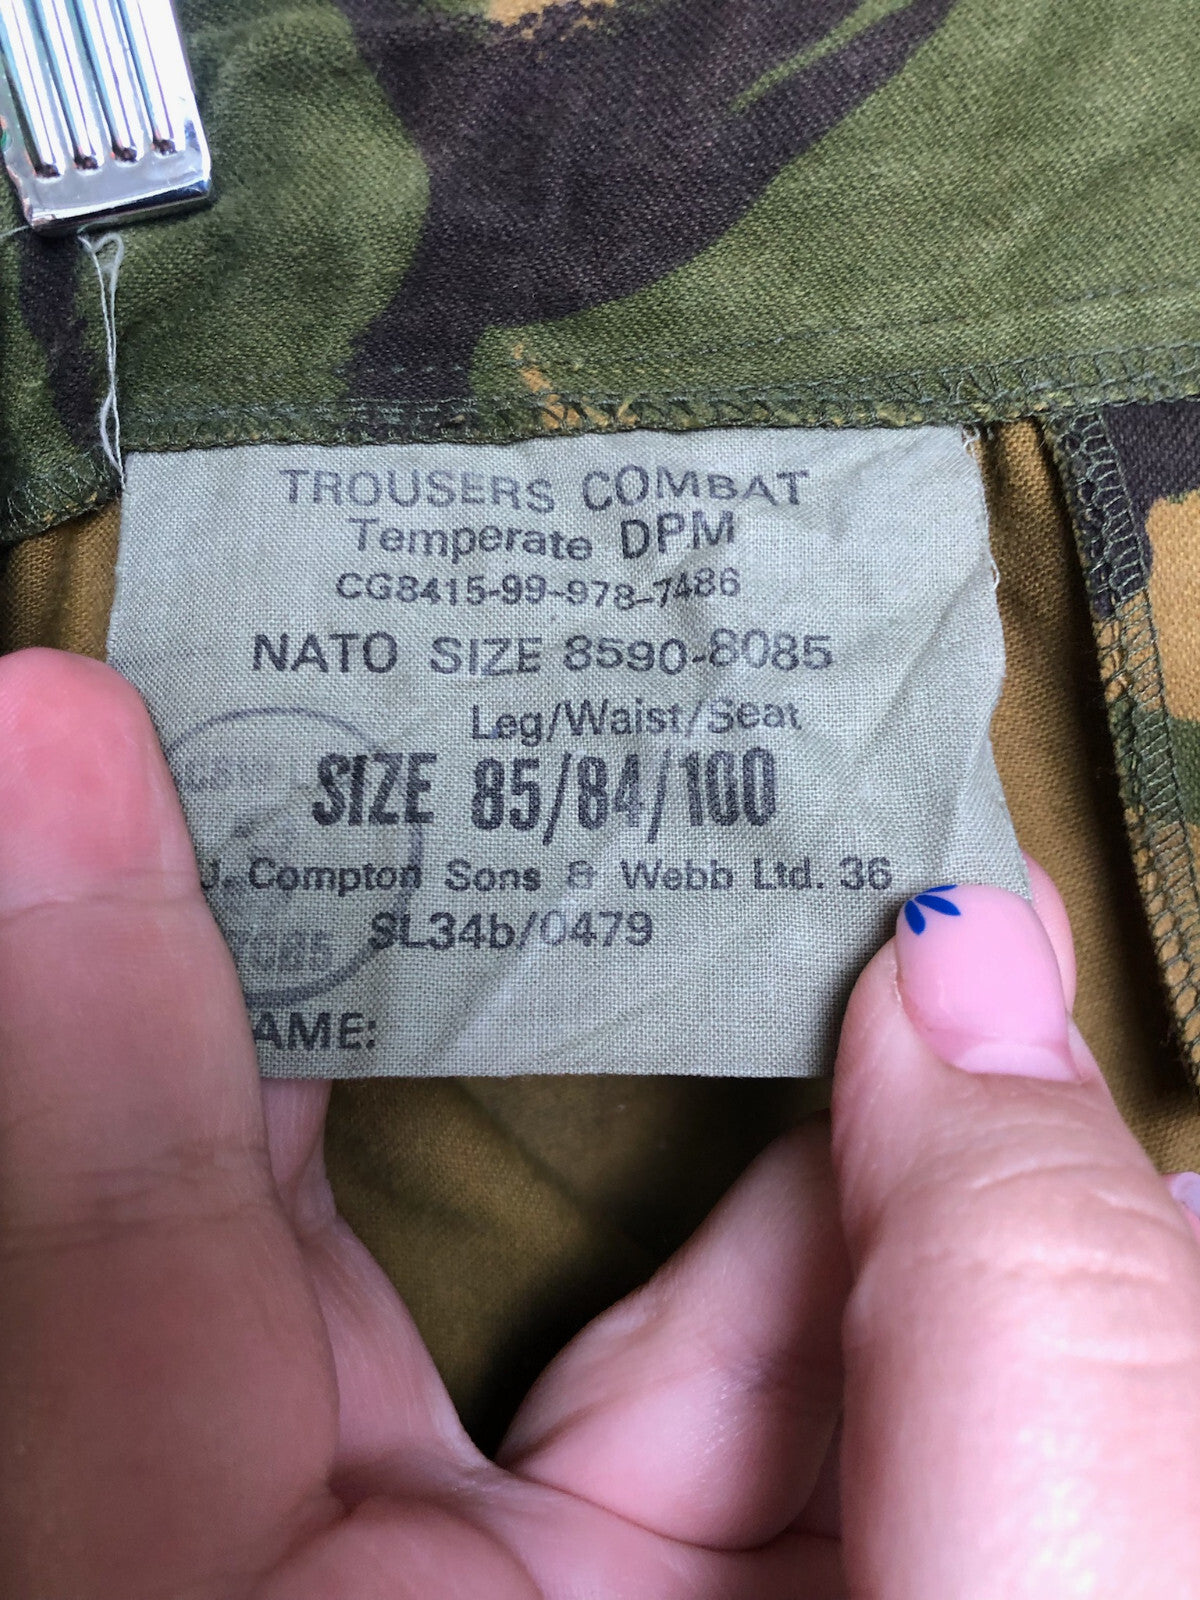 TROUSERS COMBAT
Temperate DPM
CG8415-99-978-7486
NATO SIZE 8590-8085
Leg/Waist/Seat
SIZE 85/84/100
J. Compton Sons & Webb Ltd. 36
SL34b/0479
AME: